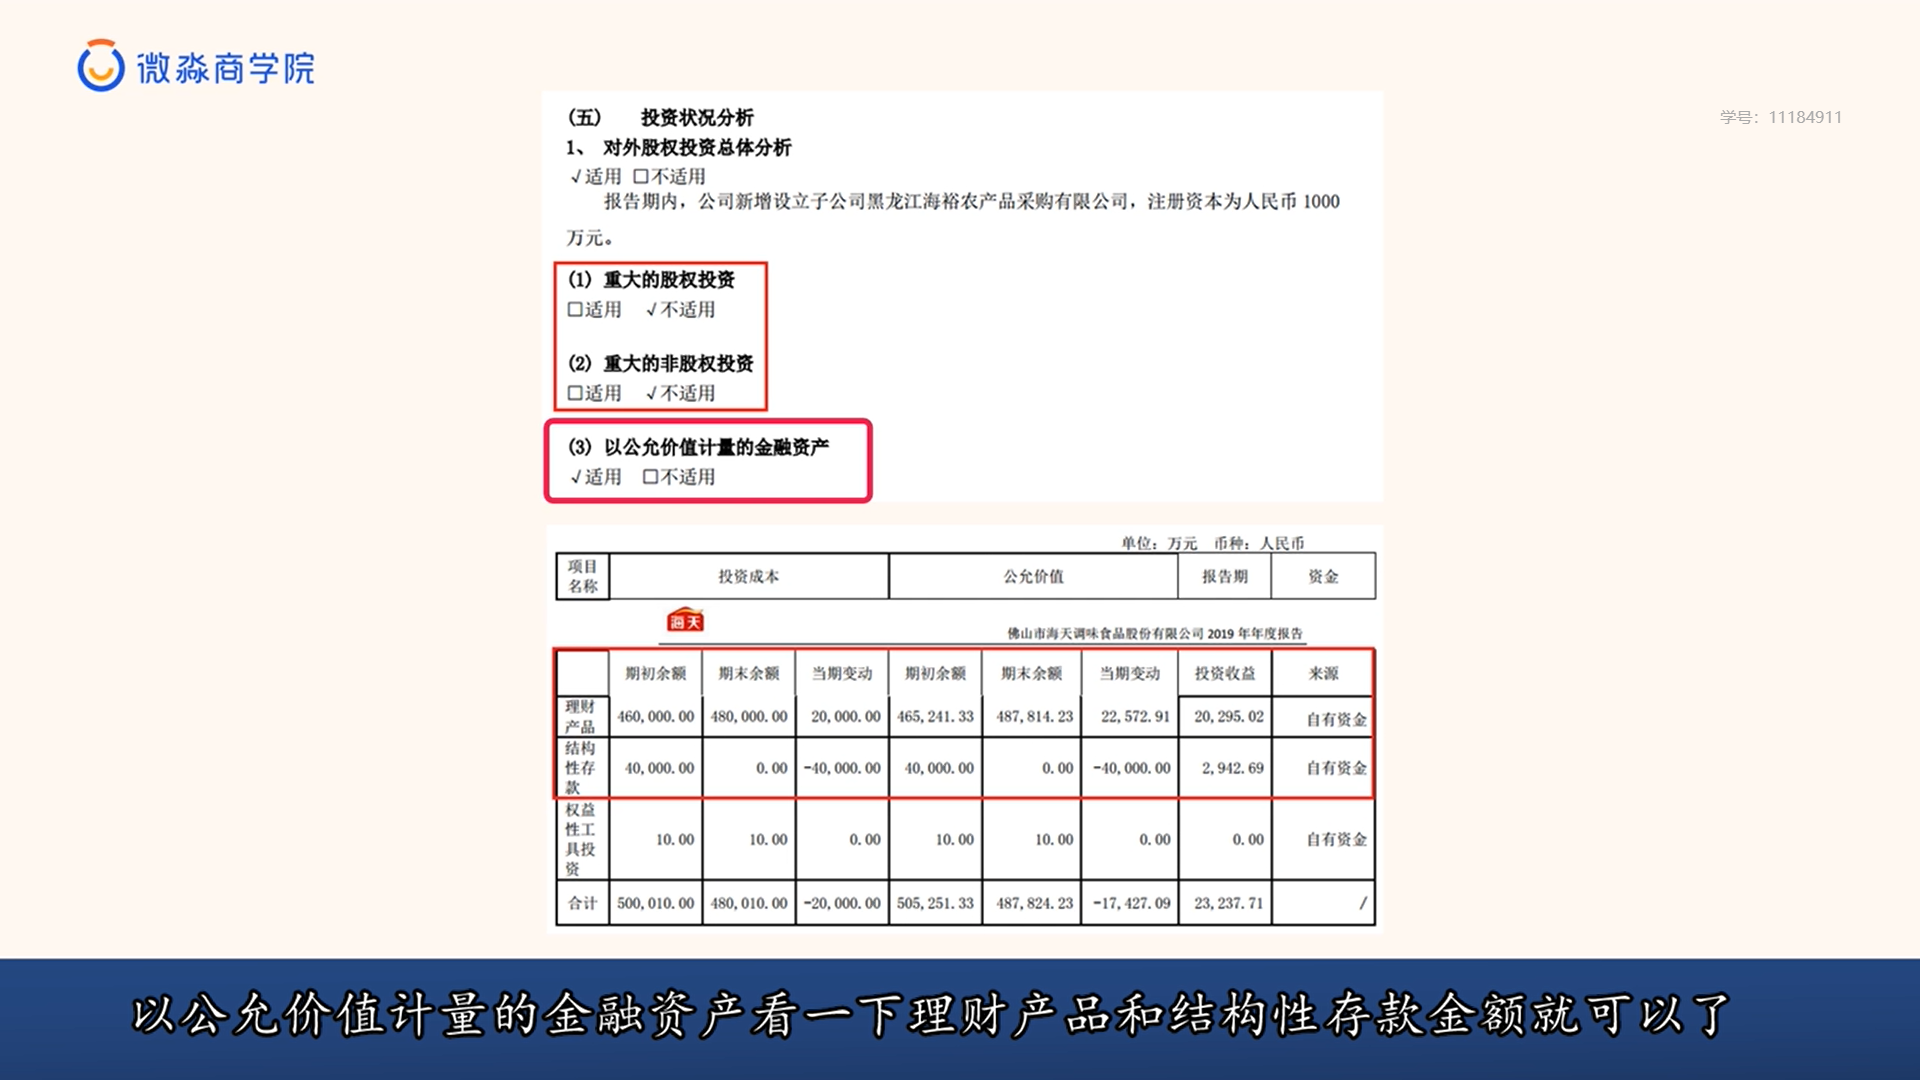 微淼商学院
学号：11184911
(五) 投资状况分析
1、 对外股权投资总体分析
√适用 □不适用
报告期内，公司新增设立子公司黑龙江海裕农产品采购有限公司，注册资本为人民币 1000
万元。
(1) 重大的股权投资
□适用 √不适用
(2) 重大的非股权投资
□适用 √不适用
(3) 以公允价值计量的金融资产
√适用 □不适用
单位：万元 币种：人民币
项目名称 投资成本 公允价值 报告期 资金
海天
佛山市海天调味食品股份有限公司 2019 年年度报告
期初余额 期末余额 当期变动 期初余额 期末余额 当期变动 投资收益 来源
理财产品 460,000.00 480,000.00 20,000.00 465,241.33 487,814.23 22,572.91 20,295.02 自有资金
结构性存款 40,000.00 0.00 -40,000.00 40,000.00 0.00 -40,000.00 2,942.69 自有资金
权益性工具投资 10.00 10.00 0.00 10.00 10.00 0.00 0.00 自有资金
合计 500,010.00 480,010.00 -20,000.00 505,251.33 487,824.23 -17,427.09 23,237.71 /
以公允价值计量的金融资产看一下理财产品和结构性存款金额就可以了